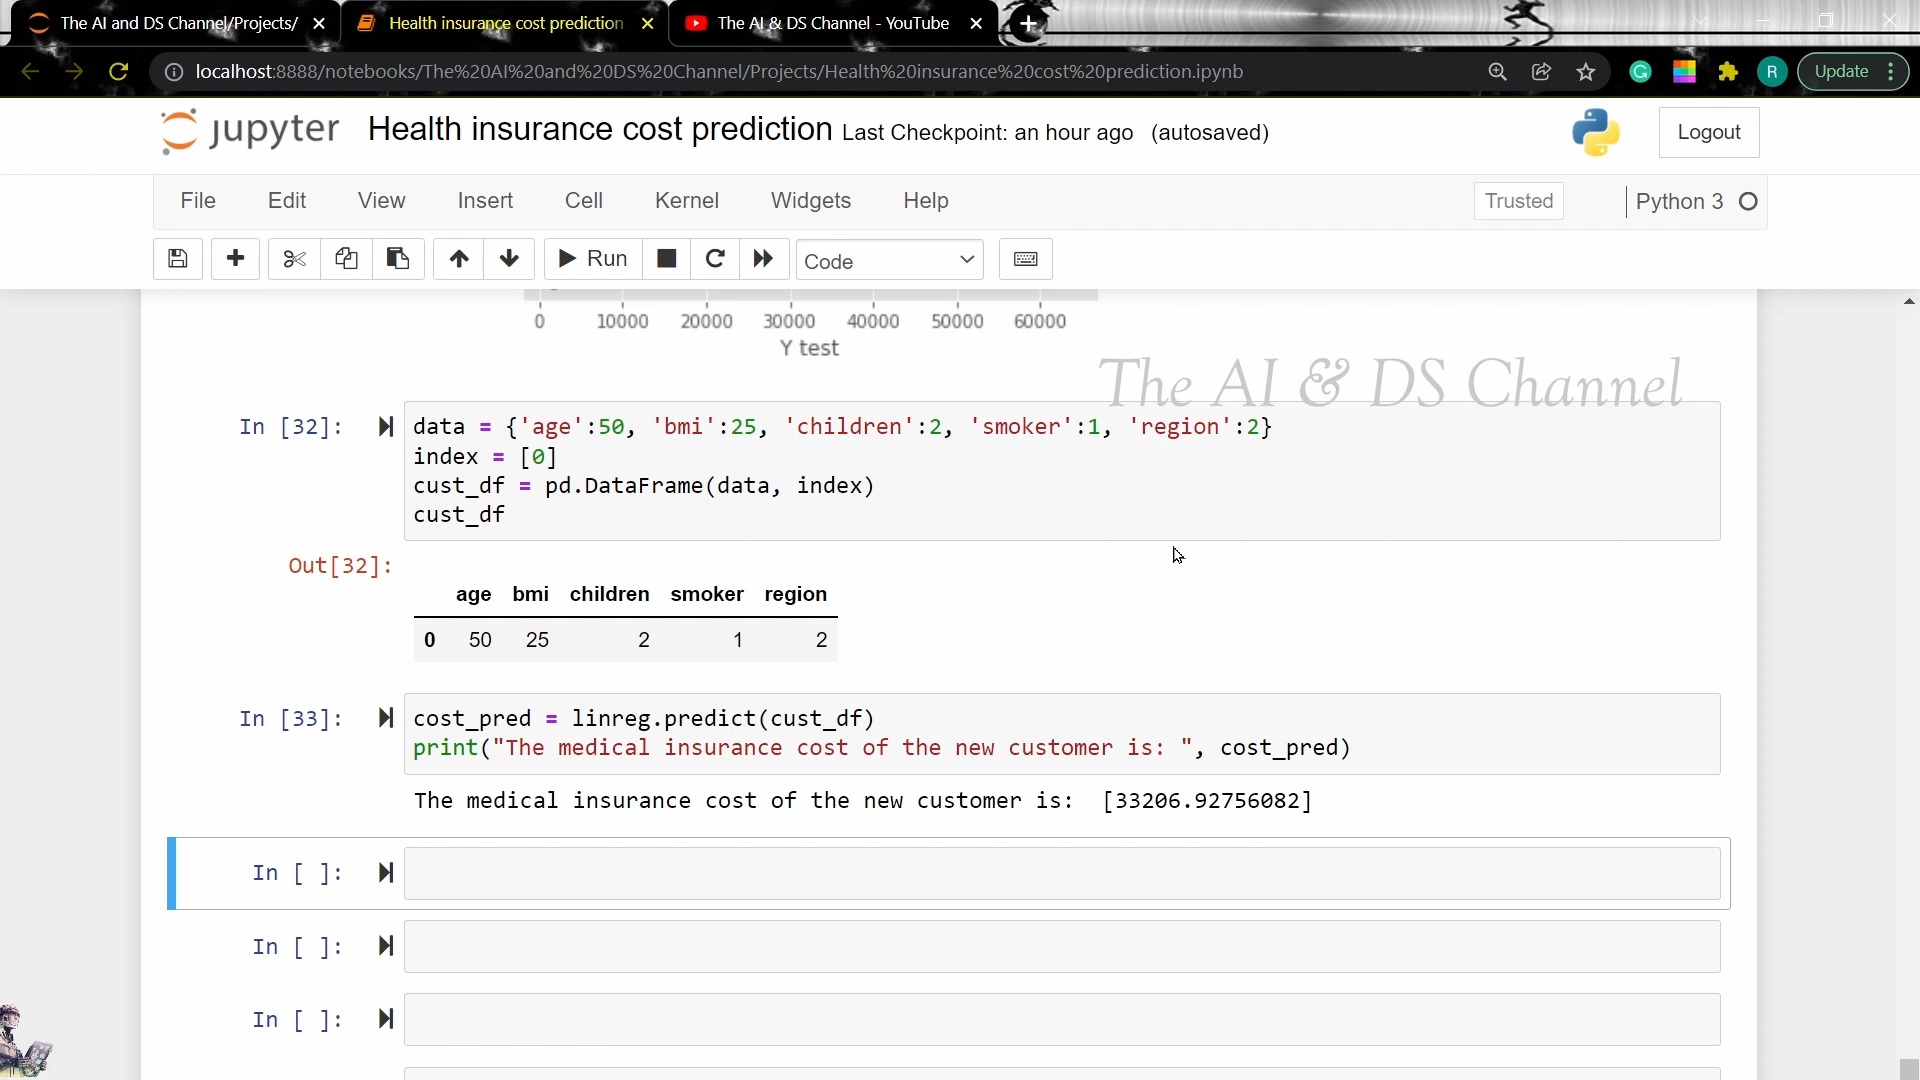 The AI and DS Channel/Projects/
Health insurance cost prediction
The AI & DS Channel - YouTube
localhost:8888/notebooks/The%20AI%20and%20DS%20Channel/Projects/Health%20insurance%20cost%20prediction.ipynb
R
Update
jupyter Health insurance cost prediction Last Checkpoint: an hour ago (autosaved)
Logout
File Edit View Insert Cell Kernel Widgets Help
Trusted
Python 3
Run
Code
0 10000 20000 30000 40000 50000 60000
Y test
The AI & DS Channel
In [32]: data = {'age':50, 'bmi':25, 'children':2, 'smoker':1, 'region':2}
index = [0]
cust_df = pd.DataFrame(data, index)
cust_df
Out[32]:
age bmi children smoker region
0 50 25 2 1 2
In [33]: cost_pred = linreg.predict(cust_df)
print("The medical insurance cost of the new customer is: ", cost_pred)
The medical insurance cost of the new customer is:  [33206.92756082]
In [ ]:
In [ ]:
In [ ]: